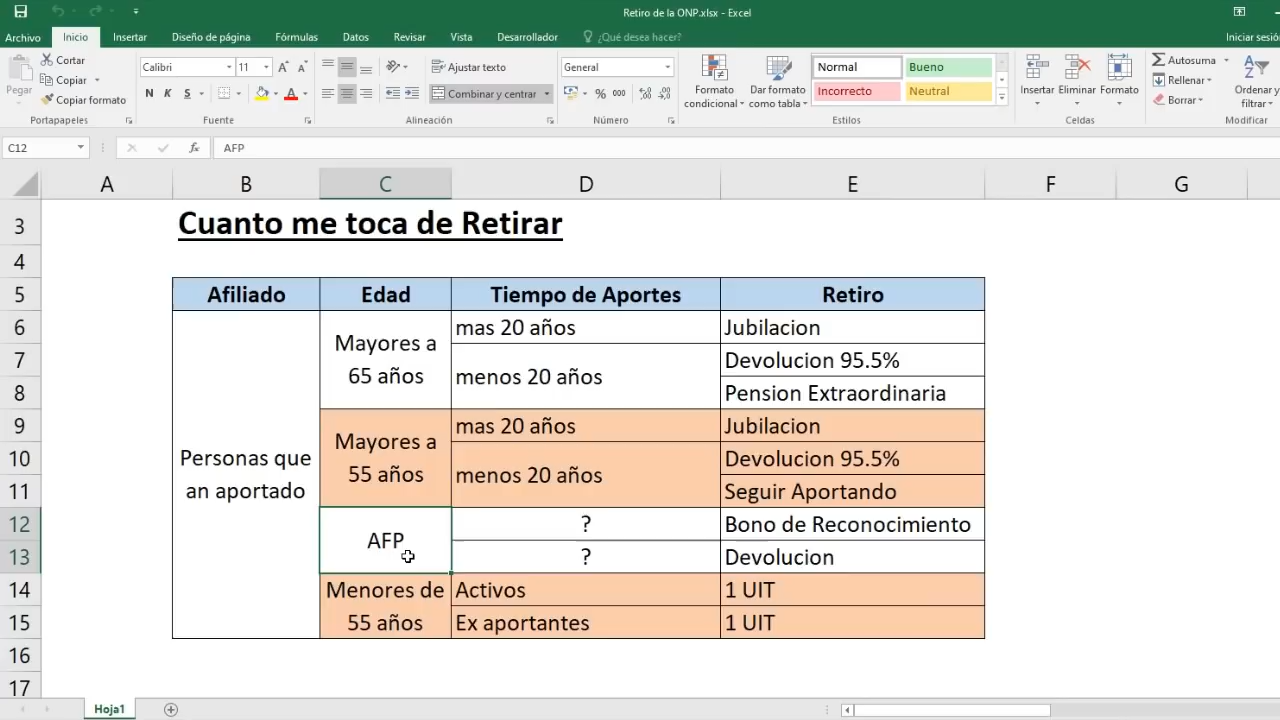 Retiro de la ONP.xlsx - Excel
Archivo Inicio Insertar Diseño de página Fórmulas Datos Revisar Vista Desarrollador ¿Qué desea hacer? Iniciar sesió
Pegar
Cortar
Copiar
Copiar formato
Portapapeles
Calibri 11
N K S
Fuente
Ajustar texto
Combinar y centrar
Alineación
General
% 000
Número
Formato condicional
Dar formato como tabla
Normal Bueno
Incorrecto Neutral
Estilos
Insertar Eliminar Formato
Celdas
Autosuma
Rellenar
Borrar
Ordenar y
filtrar
Modificar
C12 fx AFP
A B C D E F G
3 Cuanto me toca de Retirar
4
5 Afiliado Edad Tiempo de Aportes Retiro
Personas que
an aportado
Mayores a
65 años
6 mas 20 años Jubilacion
7 menos 20 años Devolucion 95.5%
8 Pension Extraordinaria
Mayores a
55 años
9 mas 20 años Jubilacion
10 menos 20 años Devolucion 95.5%
11 Seguir Aportando
AFP
12 ? Bono de Reconocimiento
13 ? Devolucion
Menores de
55 años
14 Activos 1 UIT
15 Ex aportantes 1 UIT
16
17
Hoja1